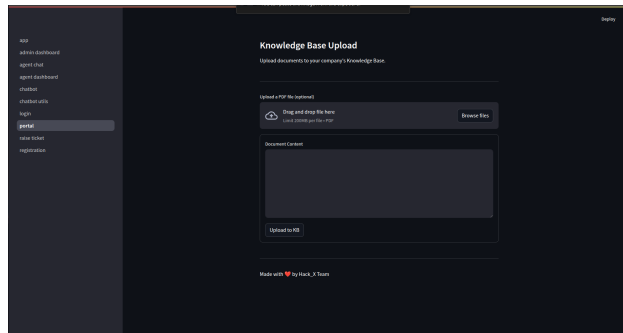 Deploy
app
admin dashboard
agent chat
agent dashboard
chatbot
chatbot utils
login
portal
raise ticket
registration
Knowledge Base Upload
Upload documents to your company's Knowledge Base.
Upload a PDF file (optional)
Drag and drop file here
Limit 200MB per file • PDF
Browse files
Document Content
Upload to KB
Made with ❤️ by Hack_X Team